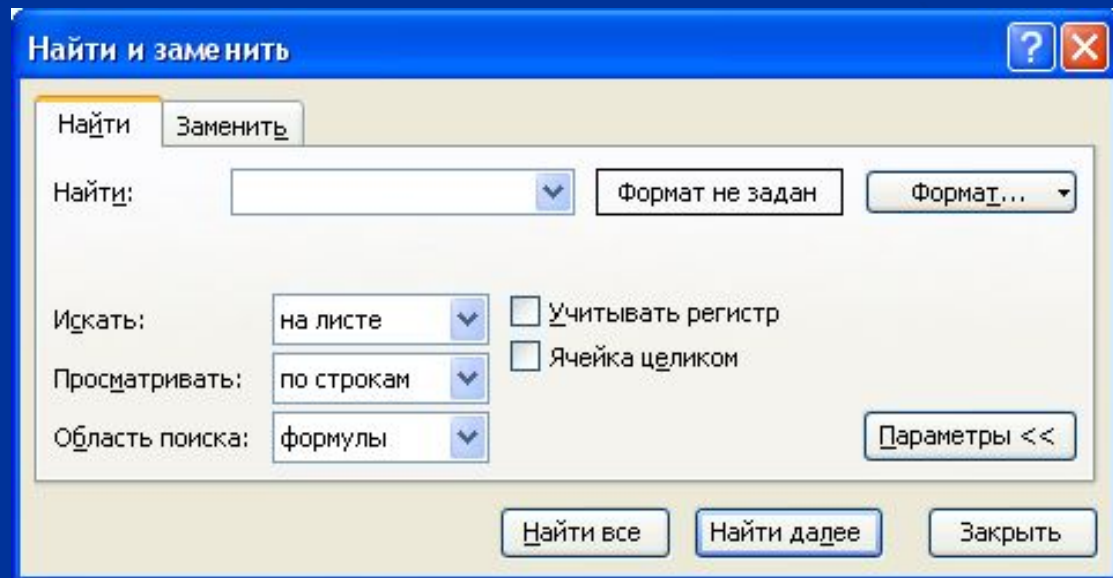 Найти и заменить
Найти Заменить
Найти: Формат не задан Формат...
Искать: на листе Учитывать регистр
Ячейка целиком
Просматривать: по строкам
Область поиска: формулы Параметры <<
Найти все Найти далее Закрыть